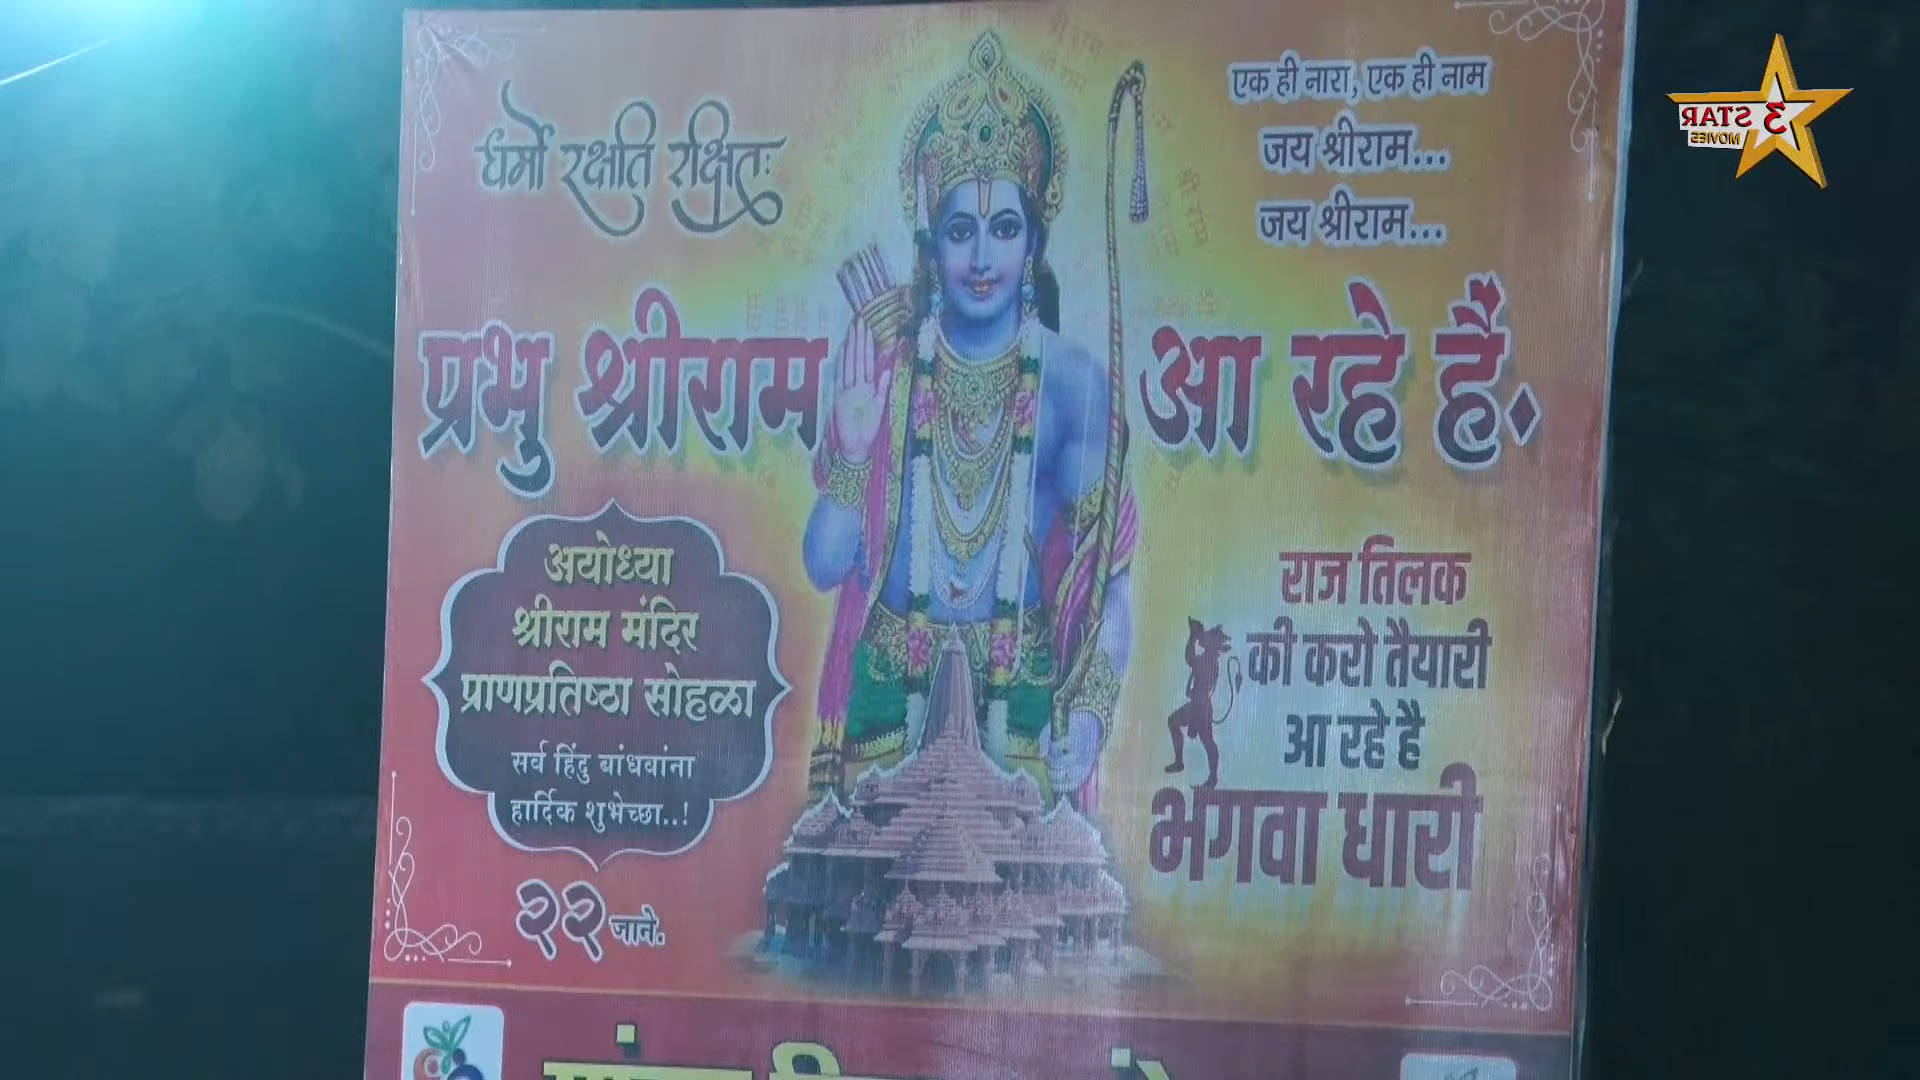 धर्मो रक्षति रक्षितः
एक ही नारा, एक ही नाम
जय श्रीराम...
जय श्रीराम...
प्रभु श्रीराम आ रहे है.
अयोध्या
श्रीराम मंदिर
प्राणप्रतिष्ठा सोहळा
सर्व हिंदु बांधवांना
हार्दिक शुभेच्छा..!
२२ जाने.
राज तिलक
की करो तैयारी
आ रहे है
भगवा धारी
3 STAR
MOVIES